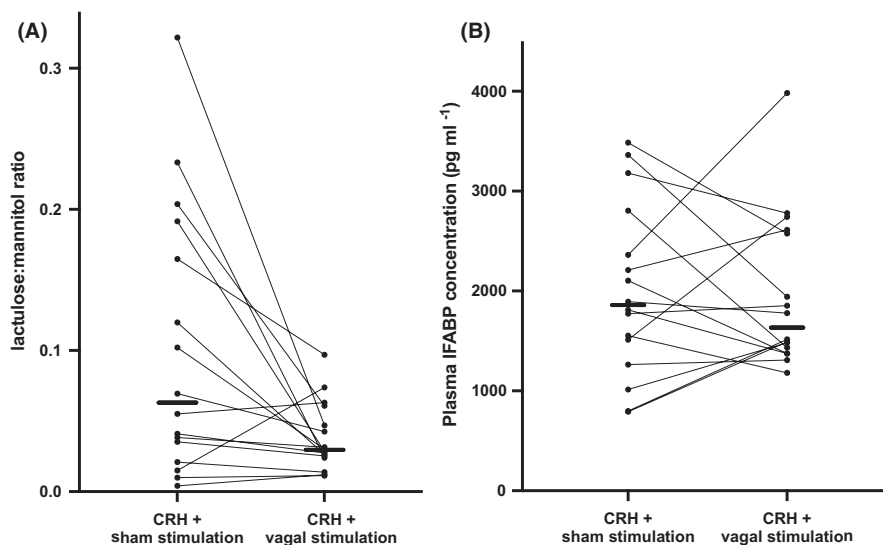 (A)
lactulose:mannitol ratio
0.3
0.2
0.1
0.0
CRH +
sham stimulation
CRH +
vagal stimulation
(B)
Plasma IFABP concentration (pg ml -1)
4000
3000
2000
1000
0
CRH +
sham stimulation
CRH +
vagal stimulation